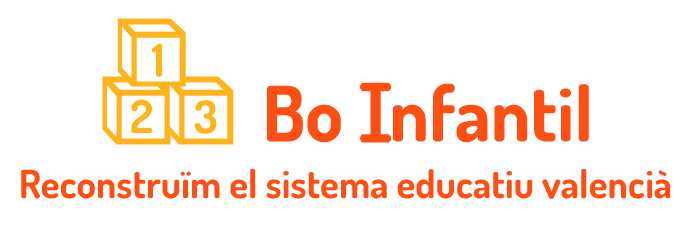 1
2 3
Bo Infantil
Reconstruïm el sistema educatiu valencià